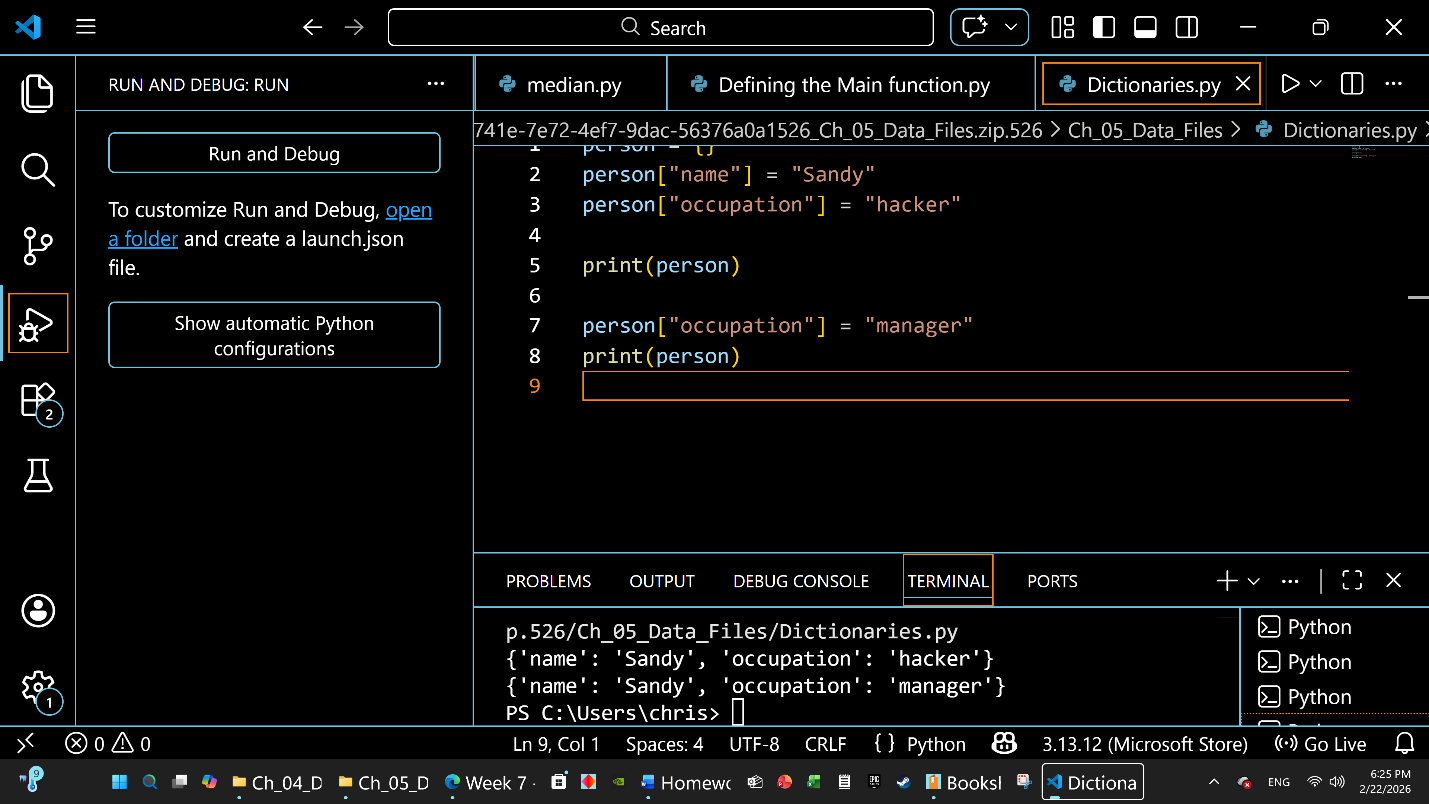 Search
RUN AND DEBUG: RUN
Run and Debug
To customize Run and Debug, open
a folder and create a launch.json
file.
Show automatic Python
configurations
2
1
median.py
Defining the Main function.py
Dictionaries.py
741e-7e72-4ef7-9dac-56376a0a1526_Ch_05_Data_Files.zip.526 > Ch_05_Data_Files > Dictionaries.py
1 person = {}
2 person["name"] = "Sandy"
3 person["occupation"] = "hacker"
4
5 print(person)
6
7 person["occupation"] = "manager"
8 print(person)
9
PROBLEMS OUTPUT DEBUG CONSOLE TERMINAL PORTS
p.526/Ch_05_Data_Files/Dictionaries.py
{'name': 'Sandy', 'occupation': 'hacker'}
{'name': 'Sandy', 'occupation': 'manager'}
PS C:\Users\chris>
Python
Python
Python
0 0 Ln 9, Col 1 Spaces: 4 UTF-8 CRLF {} Python 3.13.12 (Microsoft Store) Go Live
9 Ch_04_D Ch_05_D Week 7 - Homewo Booksl Dictiona ENG
6:25 PM
2/22/2026